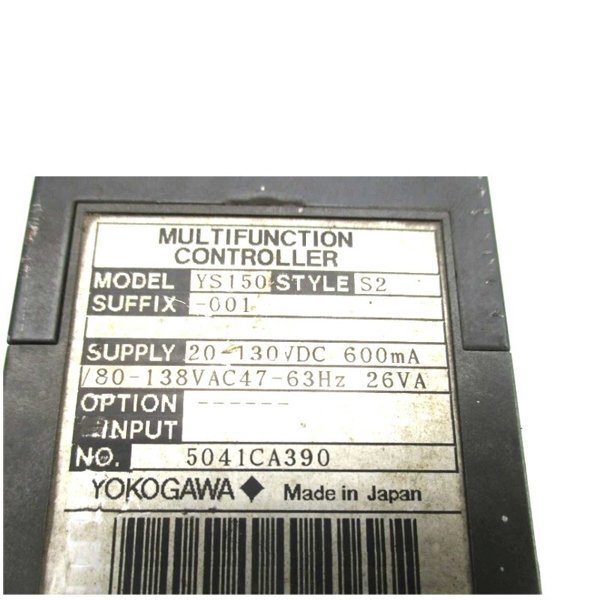 MULTIFUNCTION
CONTROLLER
MODEL YS150 STYLE S2
SUFFIX -001
SUPPLY 20-130VDC 600mA
/80-138VAC47-63Hz 26VA
OPTION ------
INPUT
NO. 5041CA390
YOKOGAWA◆ Made in Japan